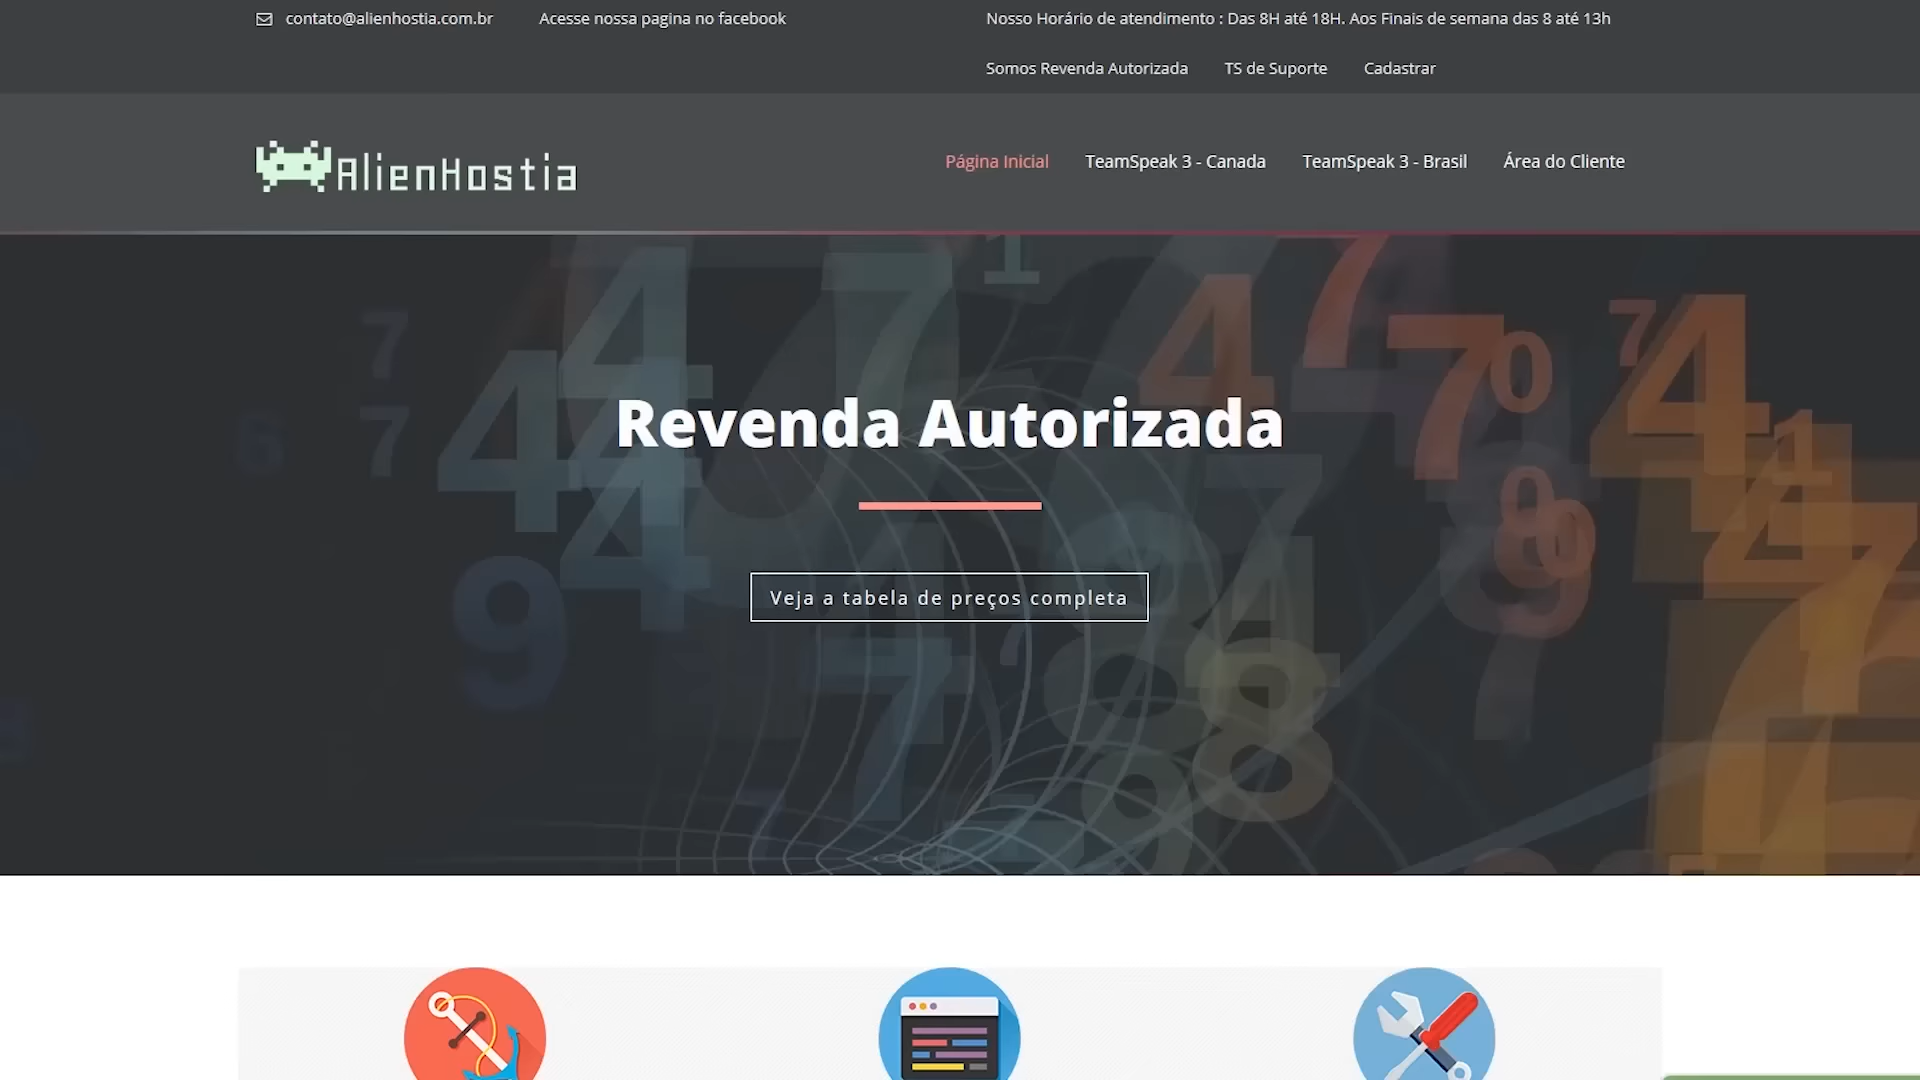 contato@alienhostia.com.br
Acesse nossa pagina no facebook
Nosso Horário de atendimento : Das 8H até 18H. Aos Finais de semana das 8 até 13h
Somos Revenda Autorizada
TS de Suporte
Cadastrar
AlienHostia
Página Inicial
TeamSpeak 3 - Canada
TeamSpeak 3 - Brasil
Área do Cliente
Revenda Autorizada
Veja a tabela de preços completa